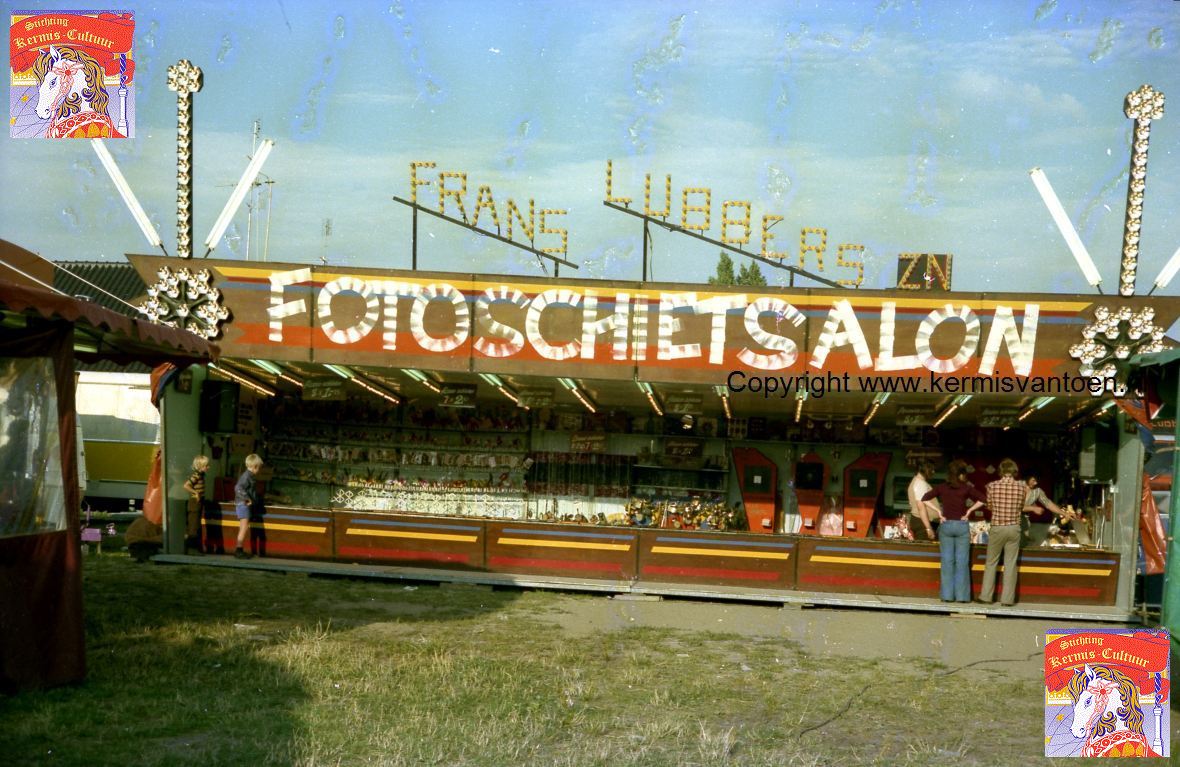 Stichting
Kermis-Cultuur
FRANS LUBBERS ZN
FOTOSCHIETSALON
Copyright www.kermisvantoen
Stichting
Kermis-Cultuur